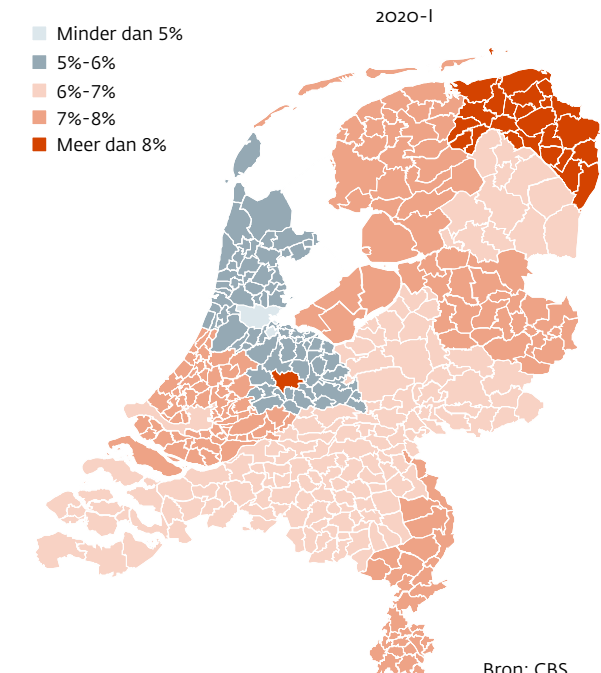 2020-I
Minder dan 5%
5%-6%
6%-7%
7%-8%
Meer dan 8%
Bron: CBS